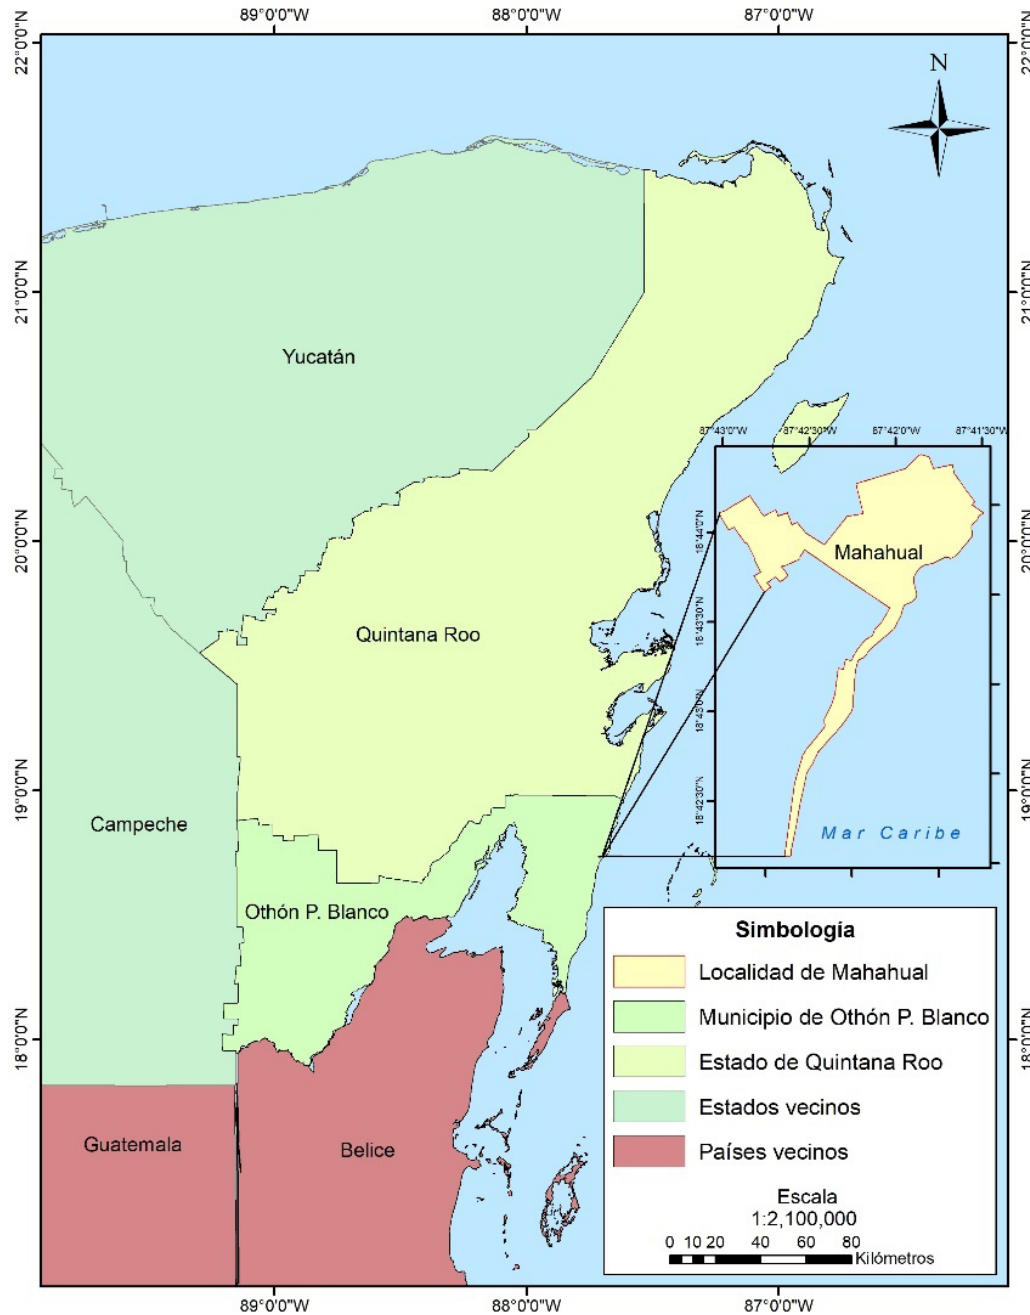 89°0'0"W 88°0'0"W 87°0'0"W
22°0'0"N 22°0'0"N
N
21°0'0"N 21°0'0"N
Yucatán
87°43'0"W 87°42'30"W 87°42'0"W 87°41'30"W
18°44'0"N
20°0'0"N 20°0'0"N
Mahahual
18°43'30"N
Quintana Roo
18°43'0"N
19°0'0"N 19°0'0"N
18°42'30"N
Campeche
Mar Caribe
Othón P. Blanco
Simbología
Localidad de Mahahual
Municipio de Othón P. Blanco
18°0'0"N 18°0'0"N
Estado de Quintana Roo
Estados vecinos
Guatemala
Belice
Países vecinos
Escala
1:2,100,000
0 10 20 40 60 80
Kilómetros
89°0'0"W 88°0'0"W 87°0'0"W